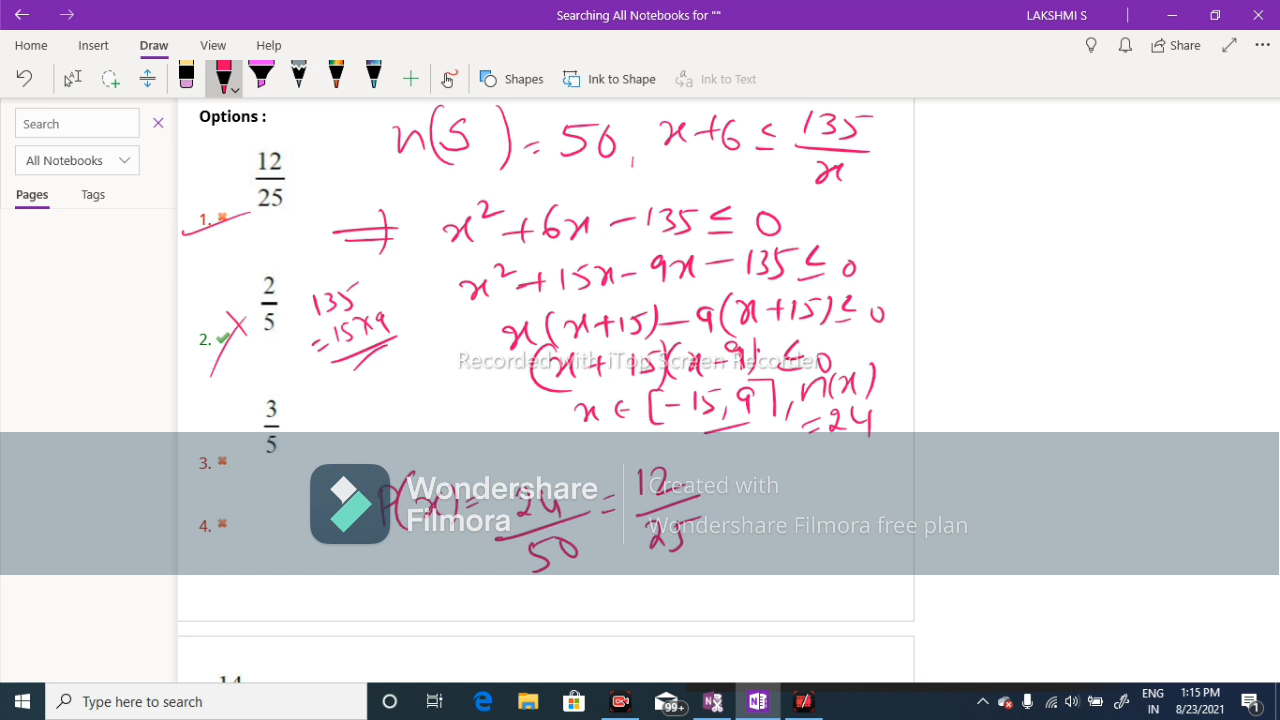 Searching All Notebooks for ""
LAKSHMI S
Home Insert Draw View Help
Share
Shapes Ink to Shape Ink to Text
Search
All Notebooks
Pages Tags
Options :
n(S) = 50, x+6 ≤ 135/x
12/25
1.
⟹ x² + 6x - 135 ≤ 0
x² + 15x - 9x - 135 ≤ 0
2/5
2.
135
= 15×9
x(x+15) - 9(x+15) ≤ 0
(x+15)(x-9) ≤ 0
Recorded with iTop Screen Recorder
x ∈ [-15, 9], n(x)
= 24
3/5
3.
P(x) = 24/50 = 12/25
Wondershare
Filmora
Created with
Wondershare Filmora free plan
4.
14
Type here to search
99+
ENG
IN
1:15 PM
8/23/2021
1